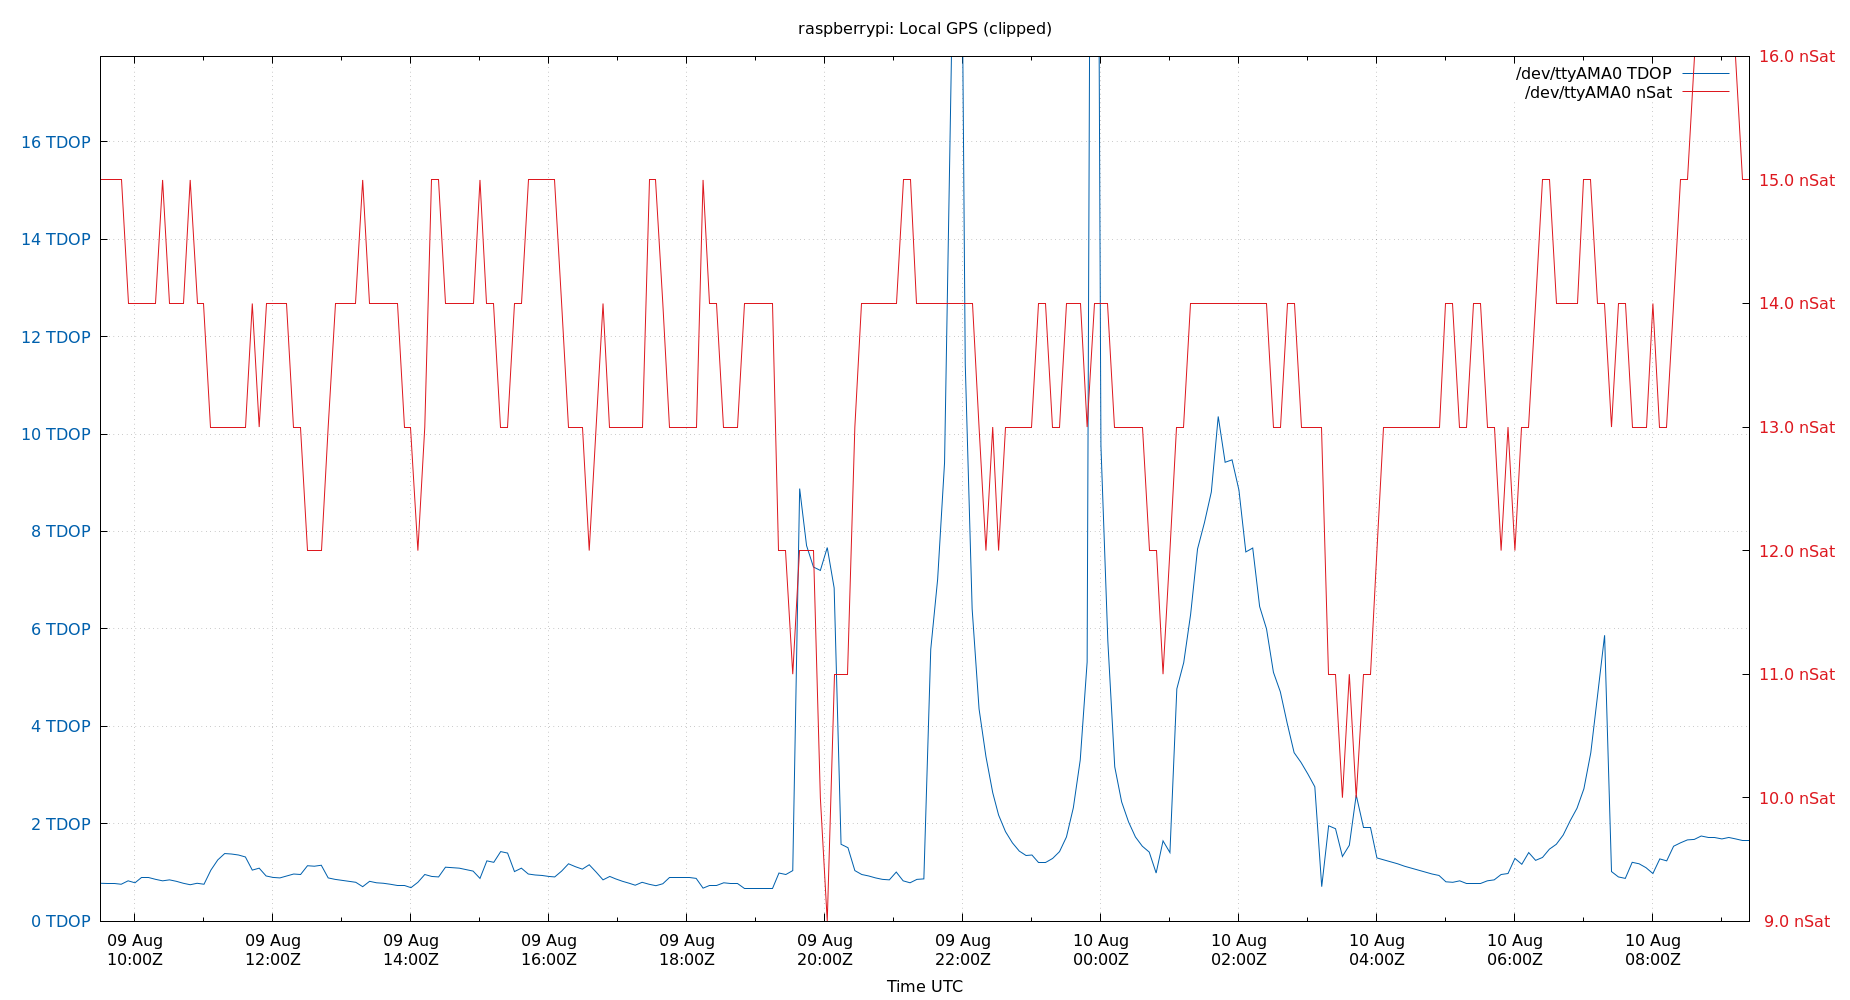 raspberrypi: Local GPS (clipped)
16.0 nSat
/dev/ttyAMA0 TDOP
/dev/ttyAMA0 nSat
16 TDOP
15.0 nSat
14 TDOP
14.0 nSat
12 TDOP
13.0 nSat
10 TDOP
8 TDOP
12.0 nSat
6 TDOP
11.0 nSat
4 TDOP
10.0 nSat
2 TDOP
0 TDOP
9.0 nSat
09 Aug 09 Aug 09 Aug 09 Aug 09 Aug 09 Aug 09 Aug 10 Aug 10 Aug 10 Aug 10 Aug 10 Aug
10:00Z 12:00Z 14:00Z 16:00Z 18:00Z 20:00Z 22:00Z 00:00Z 02:00Z 04:00Z 06:00Z 08:00Z
Time UTC